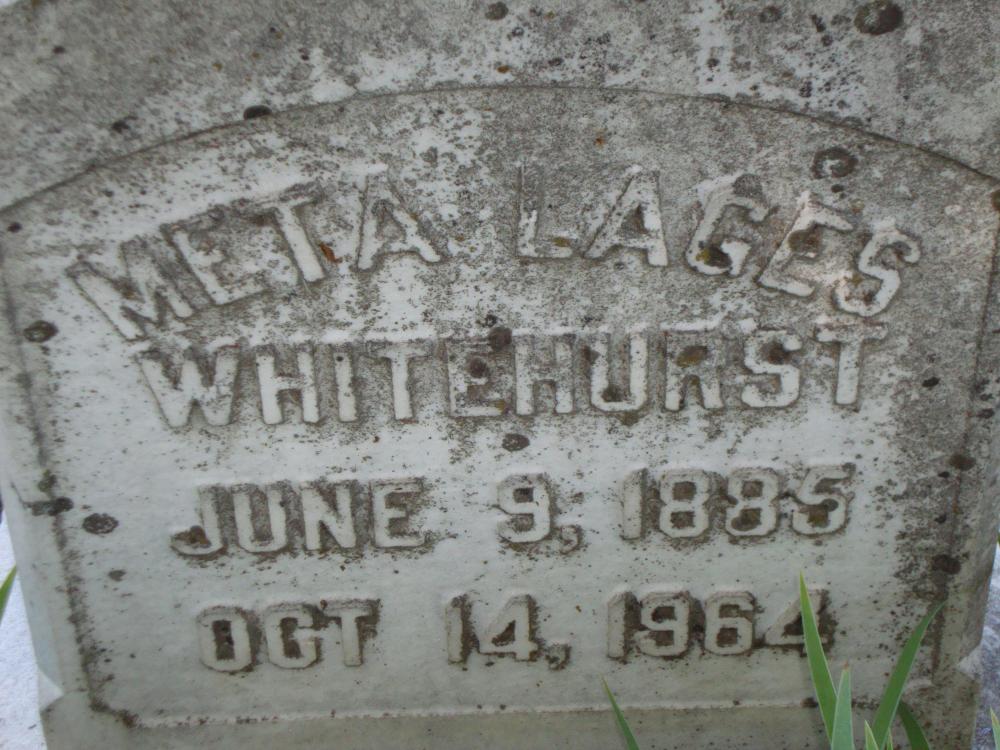 META LAGES
WHITEHURST
JUNE 9, 1885
OCT 14, 1964